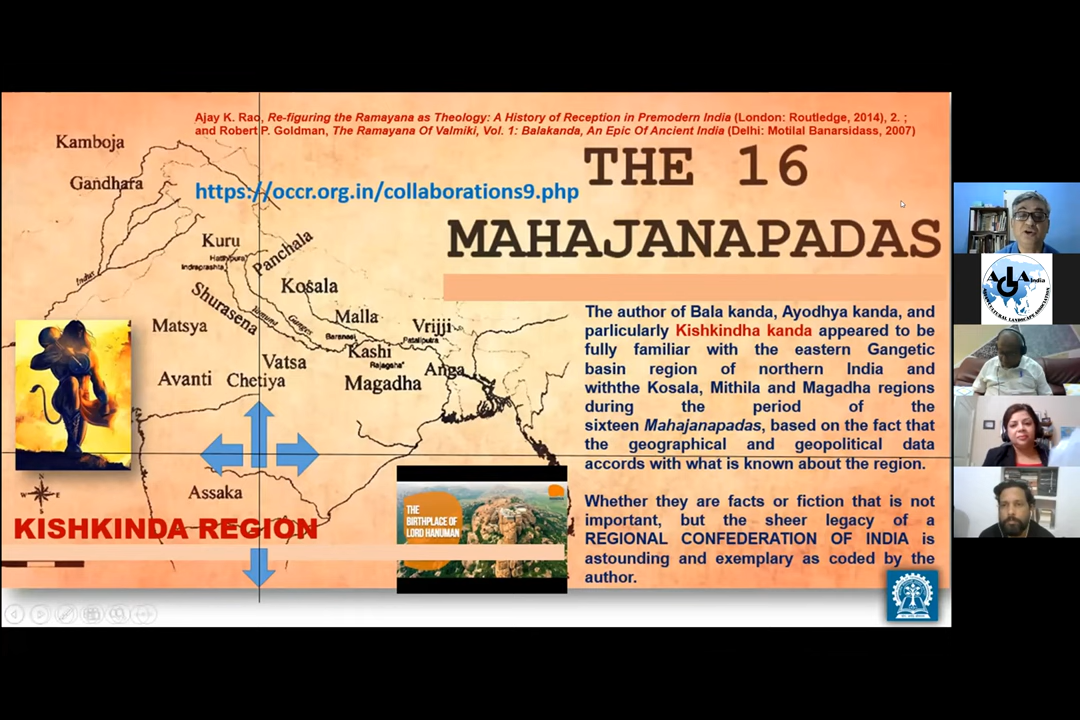 Ajay K. Rao, Re-figuring the Ramayana as Theology: A History of Reception in Premodern India (London: Routledge, 2014), 2. ;
and Robert P. Goldman, The Ramayana Of Valmiki, Vol. 1: Balakanda, An Epic Of Ancient India (Delhi: Motilal Banarsidass, 2007)
https://occr.org.in/collaborations9.php
THE 16
MAHAJANAPADAS
Kamboja
Gandhara
Kuru
Indraprastha
Panchala
Kosala
Shurasena
Matsya
Malla
Vrijji
Pataliputra
Kashi
Rajagaha
Vatsa
Anga
Avanti
Chetiya
Magadha
Assaka
N
W
E
S
KISHKINDA REGION
THE
BIRTHPLACE OF
LORD HANUMAN
The author of Bala kanda, Ayodhya kanda, and
parlicularly Kishkindha kanda appeared to be
fully familiar with the eastern Gangetic
basin region of northern India and
withthe Kosala, Mithila and Magadha regions
during the period of the
sixteen Mahajanapadas, based on the fact that
the geographical and geopolitical data
accords with what is known about the region.
Whether they are facts or fiction that is not
important, but the sheer legacy of a
REGIONAL CONFEDERATION OF INDIA is
astounding and exemplary as coded by the
author.
India